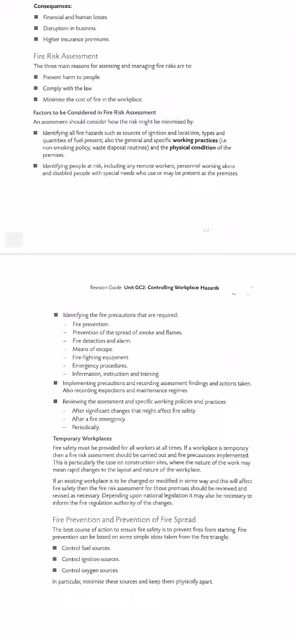 Consequences:
■ Financial and human losses.
■ Disruption in business.
■ Higher insurance premiums.
Fire Risk Assessment
The three main reasons for assessing and managing fire risks are to:
■ Prevent harm to people.
■ Comply with the law.
■ Minimise the cost of fire in the workplace.
Factors to be Considered in Fire Risk Assessment
An assessment should consider how the risk might be minimised by:
■ Identifying all fire hazards such as sources of ignition and locations, types and
quantities of fuel present; also the general and specific working practices (i.e.
non-smoking policy, waste disposal routines) and the physical condition of the
premises.
■ Identifying people at risk, including any remote workers, personnel working alone
and disabled people with special needs who use or may be present at the premises.
Revision Guide Unit GC2: Controlling Workplace Hazards
■ Identifying the fire precautions that are required:
– Fire prevention.
– Prevention of the spread of smoke and flames.
– Fire detection and alarm.
– Means of escape.
– Fire-fighting equipment.
– Emergency procedures.
– Information, instruction and training.
■ Implementing precautions and recording assessment findings and actions taken.
Also recording inspections and maintenance regimes.
■ Reviewing the assessment and specific working policies and practices:
– After significant changes that might affect fire safety.
– After a fire emergency.
– Periodically.
Temporary Workplaces
Fire safety must be provided for all workers at all times. If a workplace is temporary
then a fire risk assessment should be carried out and fire precautions implemented.
This is particularly the case on construction sites, where the nature of the work may
mean rapid changes to the layout and nature of the workplace.
If an existing workplace is to be changed or modified in some way and this will affect
fire safety then the fire risk assessment for those premises should be reviewed and
revised as necessary. Depending upon national legislation it may also be necessary to
inform the fire regulation authority of the changes.
Fire Prevention and Prevention of Fire Spread
The best course of action to ensure fire safety is to prevent fires from starting. Fire
prevention can be based on some simple ideas taken from the fire triangle:
■ Control fuel sources.
■ Control ignition sources.
■ Control oxygen sources.
In particular, minimise these sources and keep them physically apart.